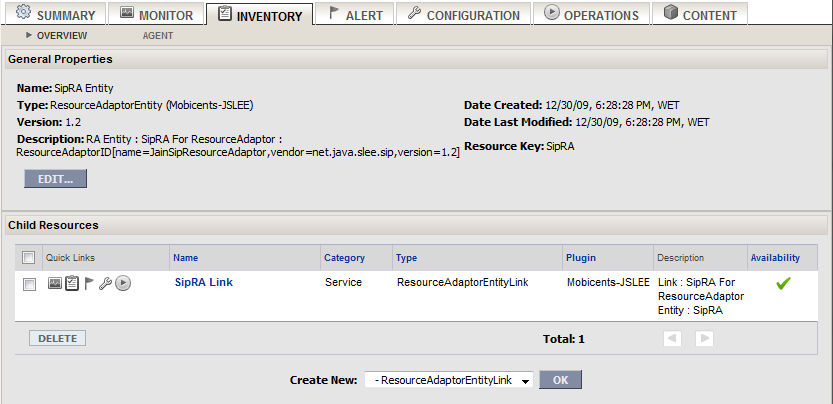 SUMMARY MONITOR INVENTORY ALERT CONFIGURATION OPERATIONS CONTENT
OVERVIEW AGENT
General Properties
Name: SipRA Entity
Type: ResourceAdaptorEntity (Mobicents-JSLEE) Date Created: 12/30/09, 6:28:28 PM, WET
Version: 1.2 Date Last Modified: 12/30/09, 6:28:28 PM, WET
Description: RA Entity : SipRA For ResourceAdaptor :
ResourceAdaptorID[name=JainSipResourceAdaptor,vendor=net.java.slee.sip,version=1.2]
Resource Key: SipRA
EDIT...
Child Resources
Quick Links Name Category Type Plugin Description Availability
SipRA Link Service ResourceAdaptorEntityLink Mobicents-JSLEE Link : SipRA For
ResourceAdaptor
Entity : SipRA
DELETE Total: 1
Create New: - ResourceAdaptorEntityLink OK